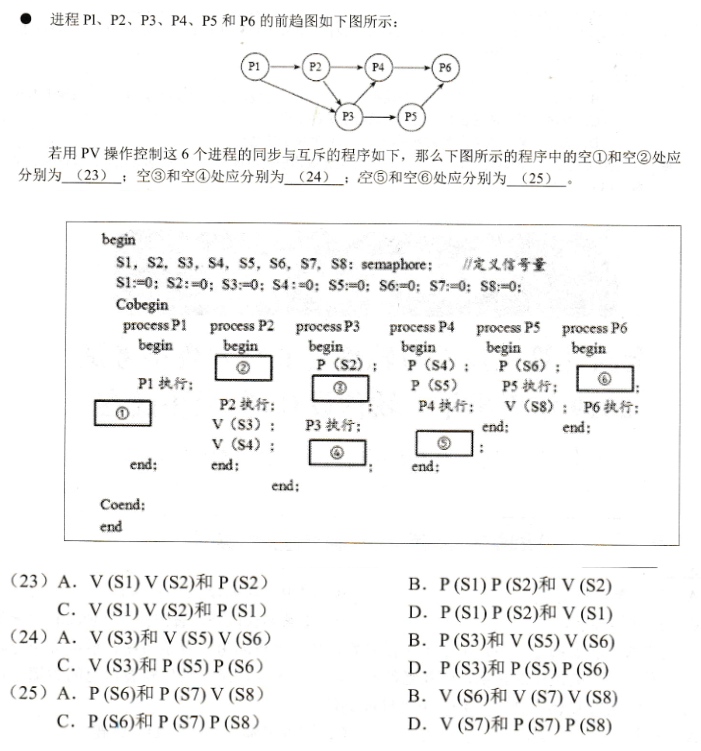 ● 进程 P1、P2、P3、P4、P5 和 P6 的前趋图如下图所示：
P1 P2 P4 P6
P3 P5
若用 PV 操作控制这 6 个进程的同步与互斥的程序如下，那么下图所示的程序中的空①和空②处应
分别为 （23） ；空③和空④处应分别为 （24） ；空⑤和空⑥处应分别为 （25） 。
begin
S1，S2，S3，S4，S5，S6，S7，S8：semaphore； //定义信号量
S1:=0；S2:=0；S3:=0；S4:=0；S5:=0；S6:=0；S7:=0；S8:=0；
Cobegin
process P1 process P2 process P3 process P4 process P5 process P6
begin begin begin begin begin begin
② P（S2）； P（S4）； P（S6）； ⑥ ；
P1 执行； ③ ； P（S5） P5 执行；
① P2 执行； P4 执行； V（S8）； P6 执行；
V（S3）； P3 执行； end； end；
V（S4）； ④ ； ⑤ ；
end； end； end；
end；
Coend；
end
（23）A．V (S1) V (S2)和 P (S2） B．P (S1) P (S2)和 V (S2)
C．V (S1) V (S2)和 P (S1） D．P (S1) P (S2)和 V (S1)
（24）A．V (S3)和 V (S5) V (S6） B．P (S3)和 V (S5) V (S6)
C．V (S3)和 P (S5) P (S6） D．P (S3)和 P (S5) P (S6)
（25）A．P (S6)和 P (S7) V (S8） B．V (S6)和 V (S7) V (S8)
C．P (S6)和 P (S7) P (S8） D．V (S7)和 P (S7) P (S8)